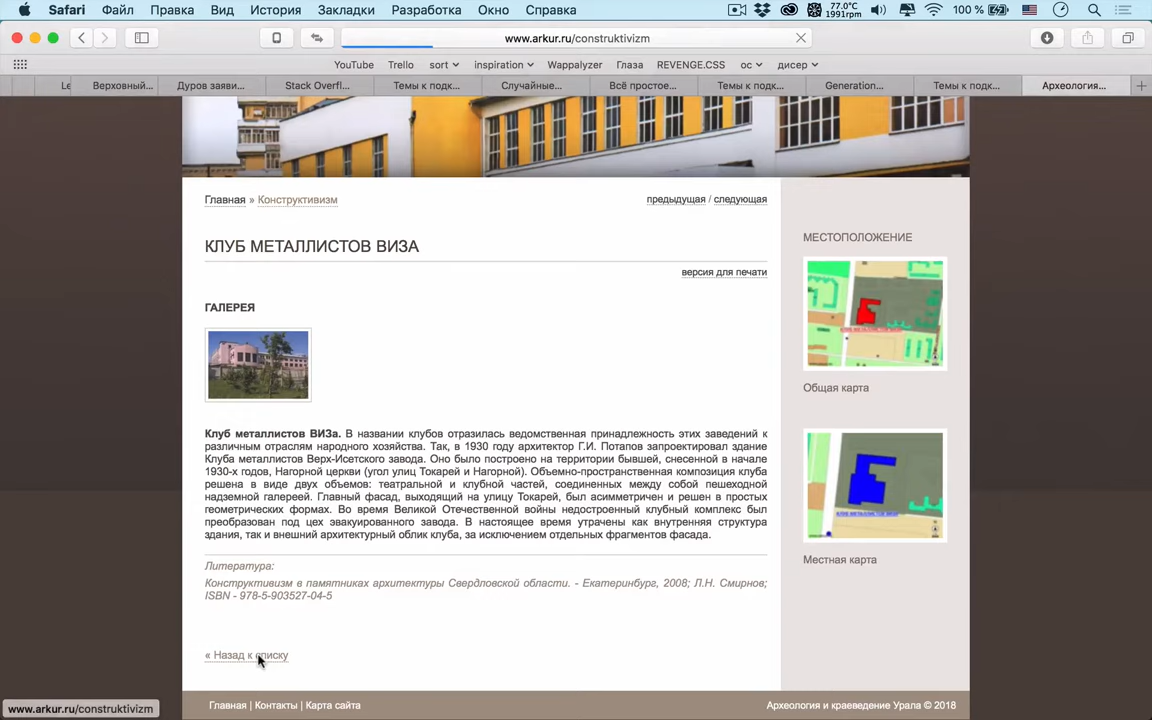 Safari Файл Правка Вид История Закладки Разработка Окно Справка 77.0°C 1991rpm 100 %
www.arkur.ru/construktivizm
YouTube Trello sort inspiration Wappalyzer Глаза REVENGE.CSS ос дисер
Le Верховный... Дуров заяви... Stack Overfl... Темы к подк... Случайные... Всё простое... Темы к подк... Generation... Темы к подк... Археология...
Главная » Конструктивизм предыдущая / следующая
МЕСТОПОЛОЖЕНИЕ
КЛУБ МЕТАЛЛИСТОВ ВИЗА
версия для печати
ГАЛЕРЕЯ
Общая карта
Клуб металлистов ВИЗа. В названии клубов отразилась ведомственная принадлежность этих заведений к
различным отраслям народного хозяйства. Так, в 1930 году архитектор Г.И. Потапов запроектировал здание
Клуба металлистов Верх-Исетского завода. Оно было построено на территории бывшей, снесенной в начале
1930-х годов, Нагорной церкви (угол улиц Токарей и Нагорной). Объемно-пространственная композиция клуба
решена в виде двух объемов: театральной и клубной частей, соединенных между собой пешеходной
надземной галереей. Главный фасад, выходящий на улицу Токарей, был асимметричен и решен в простых
геометрических формах. Во время Великой Отечественной войны недостроенный клубный комплекс был
преобразован под цех эвакуированного завода. В настоящее время утрачены как внутренняя структура
здания, так и внешний архитектурный облик клуба, за исключением отдельных фрагментов фасада.
Местная карта
Литература:
Конструктивизм в памятниках архитектуры Свердловской области. - Екатеринбург, 2008; Л.Н. Смирнов;
ISBN - 978-5-903527-04-5
« Назад к списку
Главная | Контакты | Карта сайта Археология и краеведение Урала © 2018
www.arkur.ru/construktivizm